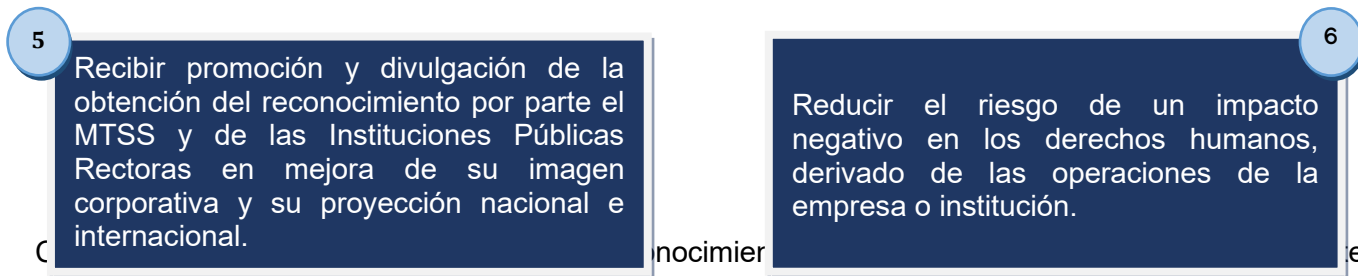 5
Recibir promoción y divulgación de la
obtención del reconocimiento por parte el
MTSS y de las Instituciones Públicas
Rectoras en mejora de su imagen
corporativa y su proyección nacional e
internacional.
6
Reducir el riesgo de un impacto
negativo en los derechos humanos,
derivado de las operaciones de la
empresa o institución.